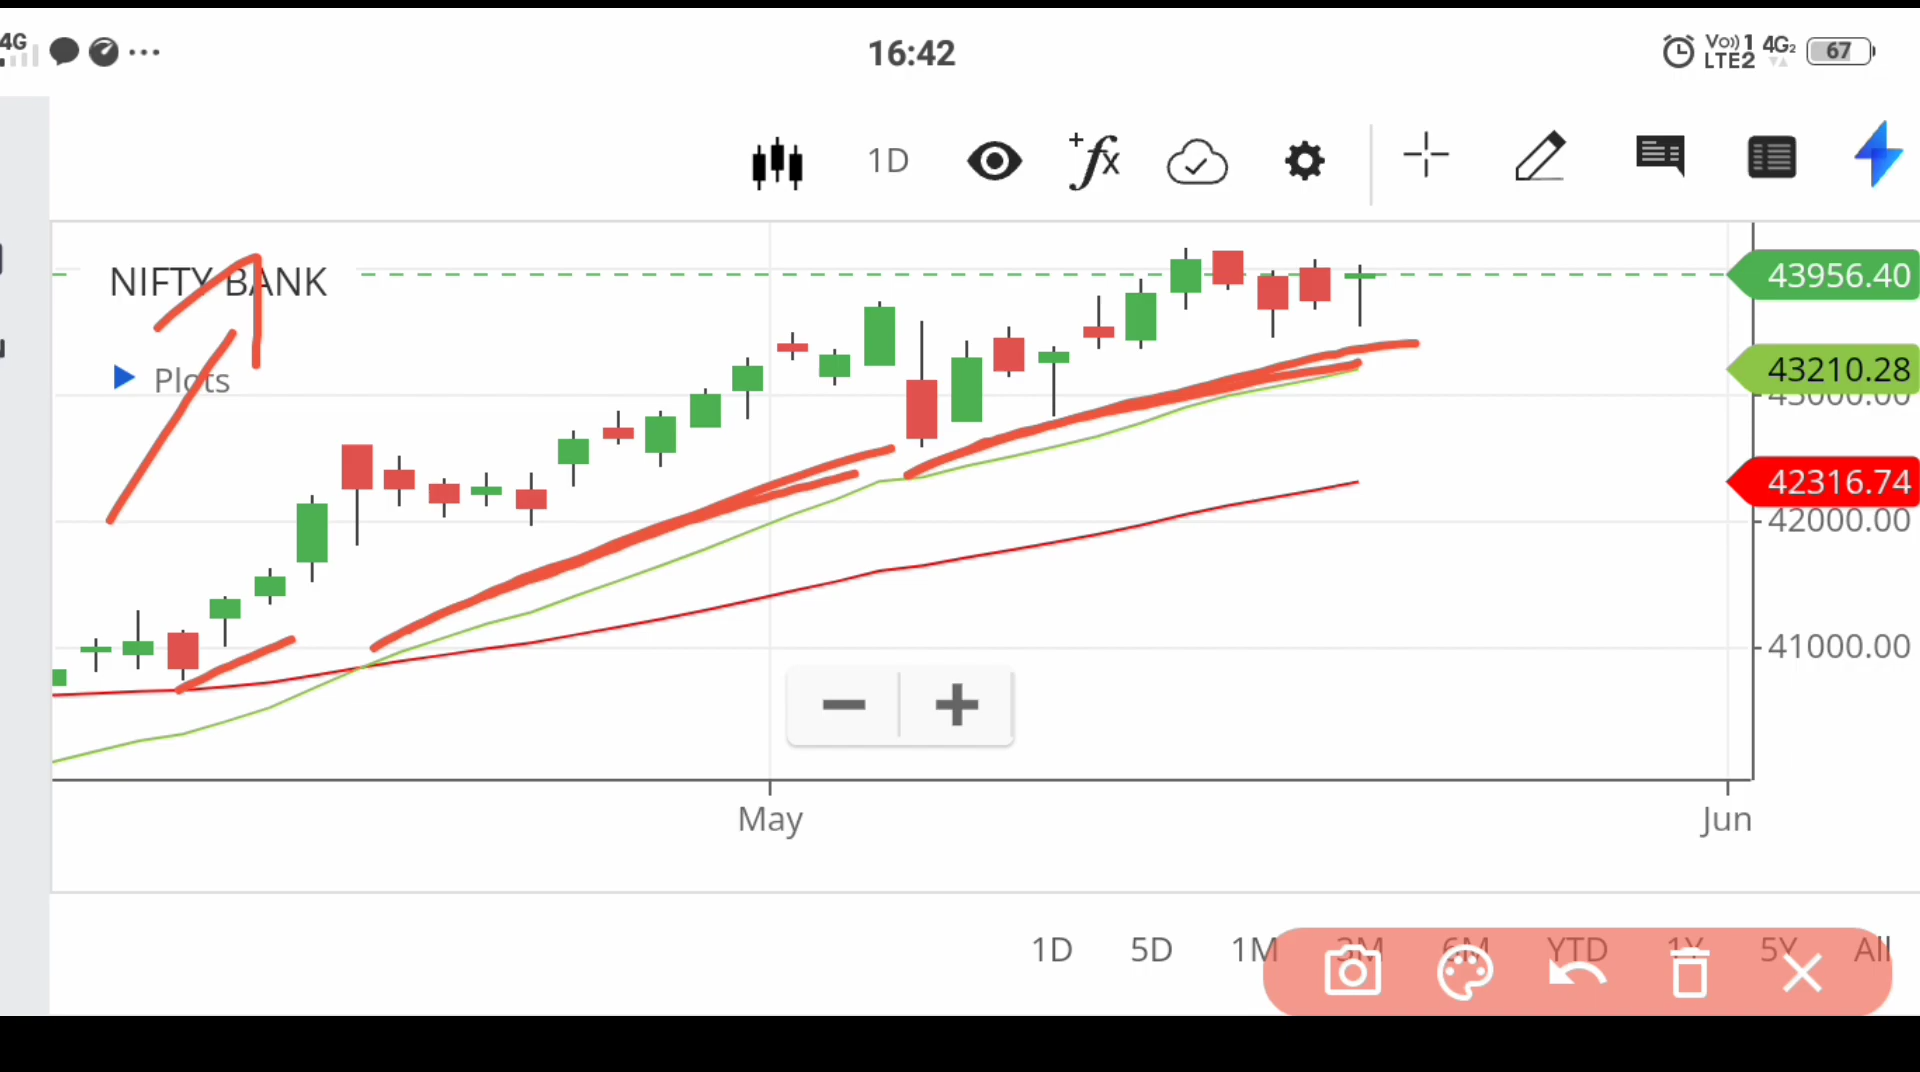 4G
16:42
Vo)) 1
LTE2
4G2
67
1D
+fx
NIFTY BANK
Plots
43956.40
43210.28
43000.00
42316.74
42000.00
41000.00
May
Jun
1D 5D 1M 3M 6M YTD 1Y 5Y All